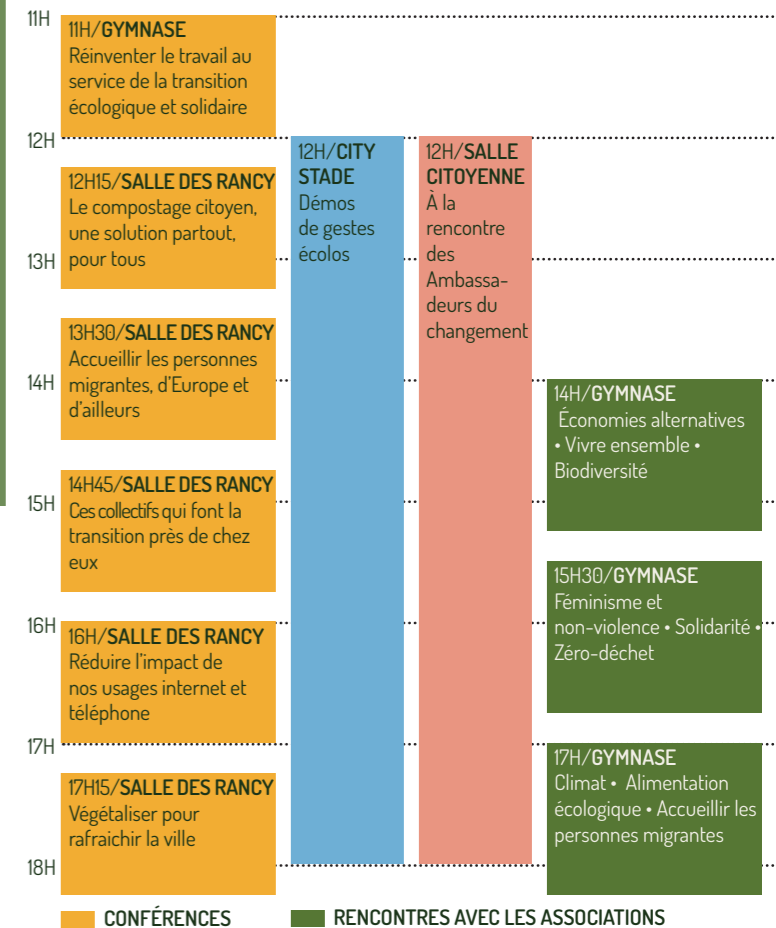 11H
11H/GYMNASE
Réinventer le travail au
service de la transition
écologique et solidaire
12H
12H15/SALLE DES RANCY
Le compostage citoyen,
une solution partout,
pour tous
13H
13H30/SALLE DES RANCY
Accueillir les personnes
migrantes, d'Europe et
d'ailleurs
14H
14H45/SALLE DES RANCY
Ces collectifs qui font la
transition près de chez
eux
15H
16H
16H/SALLE DES RANCY
Réduire l'impact de
nos usages internet et
téléphone
17H
17H15/SALLE DES RANCY
Végétaliser pour
rafraichir la ville
18H
12H/CITY
STADE
Démos
de gestes
écolos
12H/SALLE
CITOYENNE
À la
rencontre
des
Ambassa-
deurs du
changement
14H/GYMNASE
Économies alternatives
• Vivre ensemble •
Biodiversité
15H30/GYMNASE
Féminisme et
non-violence • Solidarité •
Zéro-déchet
17H/GYMNASE
Climat • Alimentation
écologique • Accueillir les
personnes migrantes
CONFÉRENCES
RENCONTRES AVEC LES ASSOCIATIONS